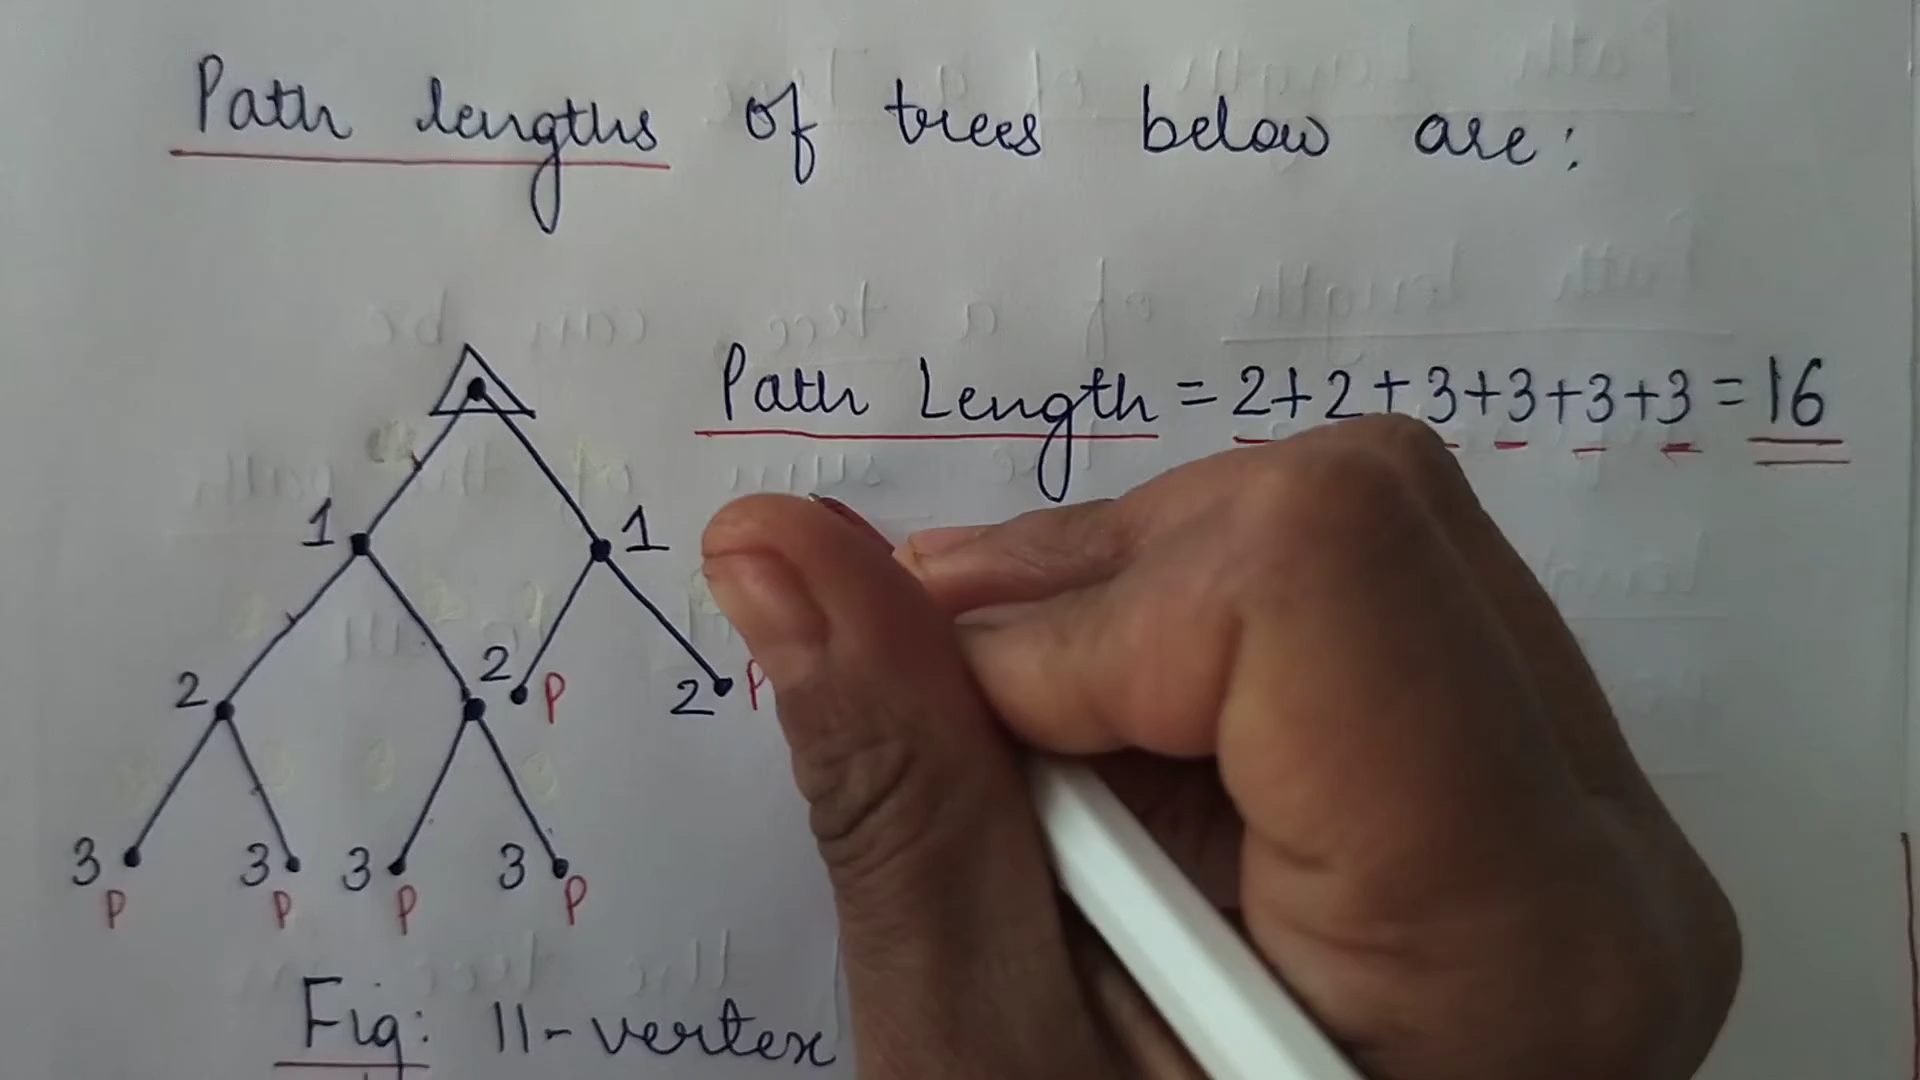 Path lengths of trees below are:
Path Length = 2+2+3+3+3+3 = 16
1 1
2 2 P 2 P
3 3 3 3
P P P P
Fig: 11-vertex